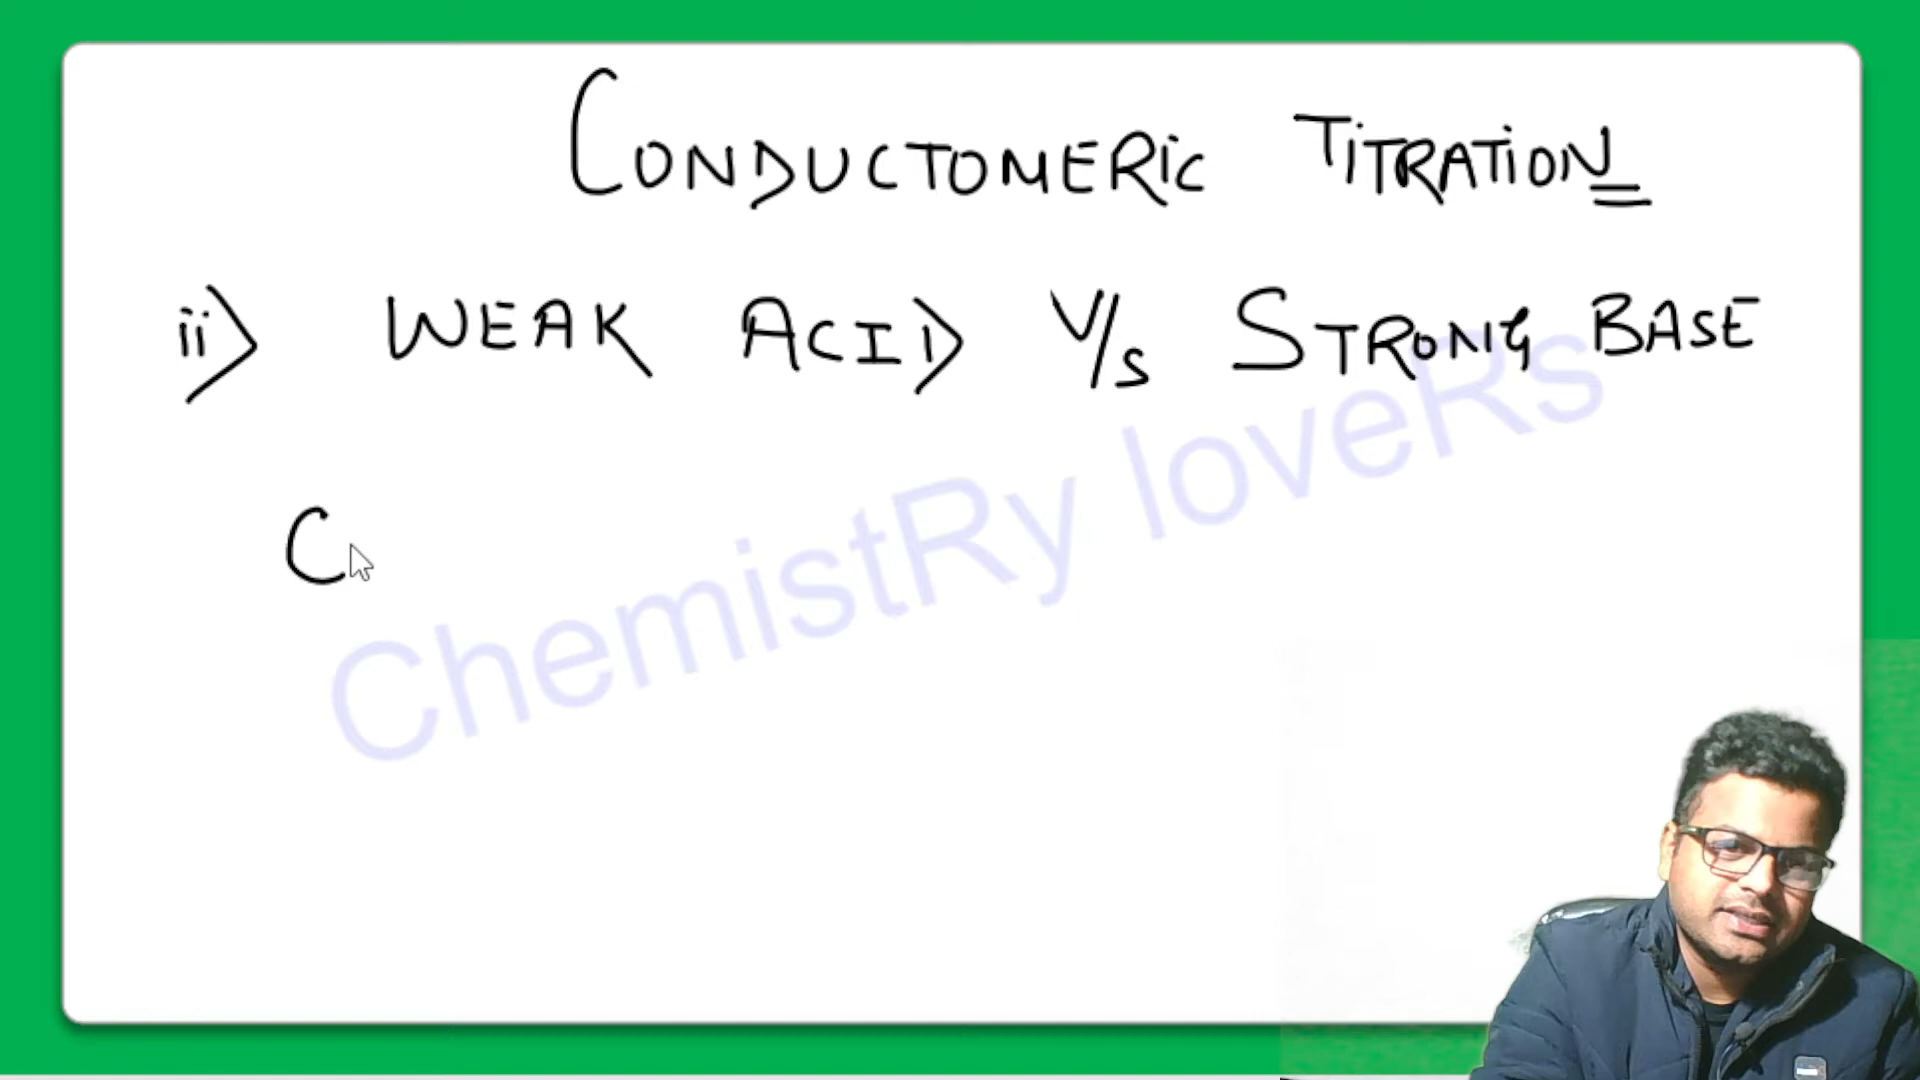 CONDUCTOMERIC TITRATION
ii) WEAK ACID V/S STRONG BASE
C
ChemistRy loveRs